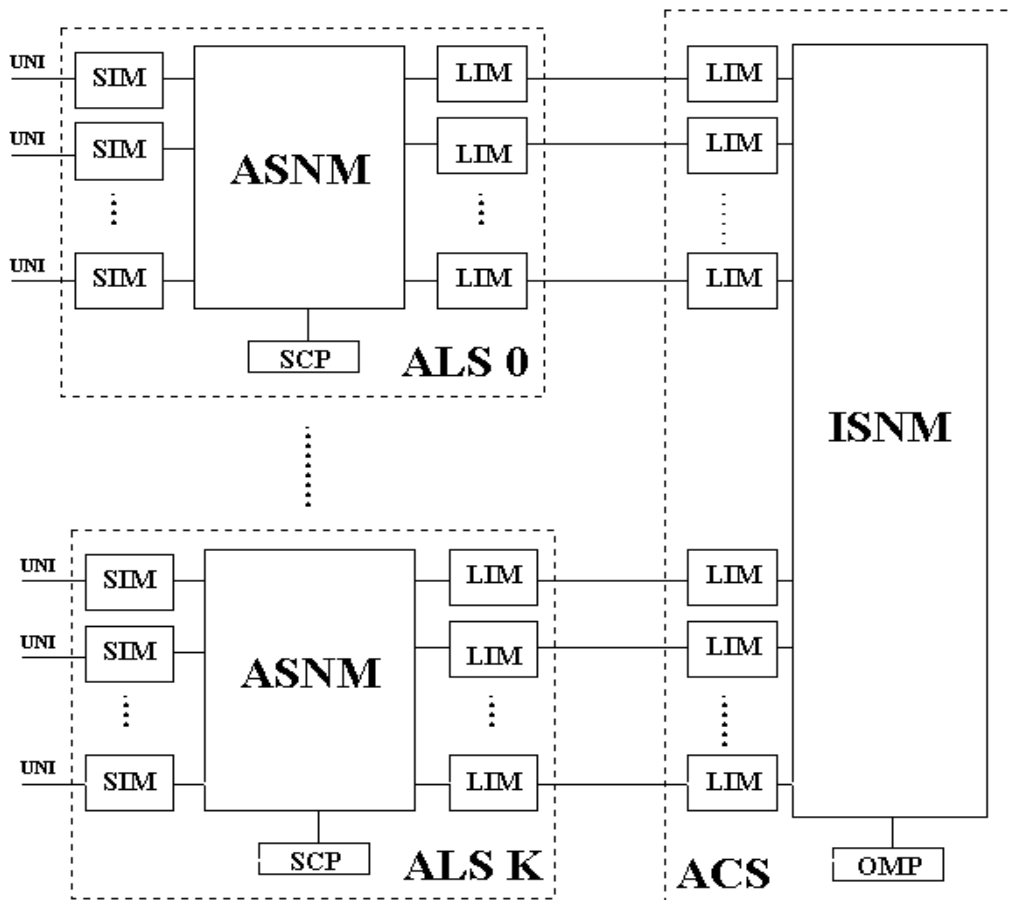 UNI SIM LIM LIM
UNI SIM LIM LIM
ASNM
UNI SIM LIM LIM
SCP
ALS 0
ISNM
UNI SIM LIM LIM
UNI SIM LIM LIM
ASNM
UNI SIM LIM LIM
SCP
ALS K
ACS
OMP